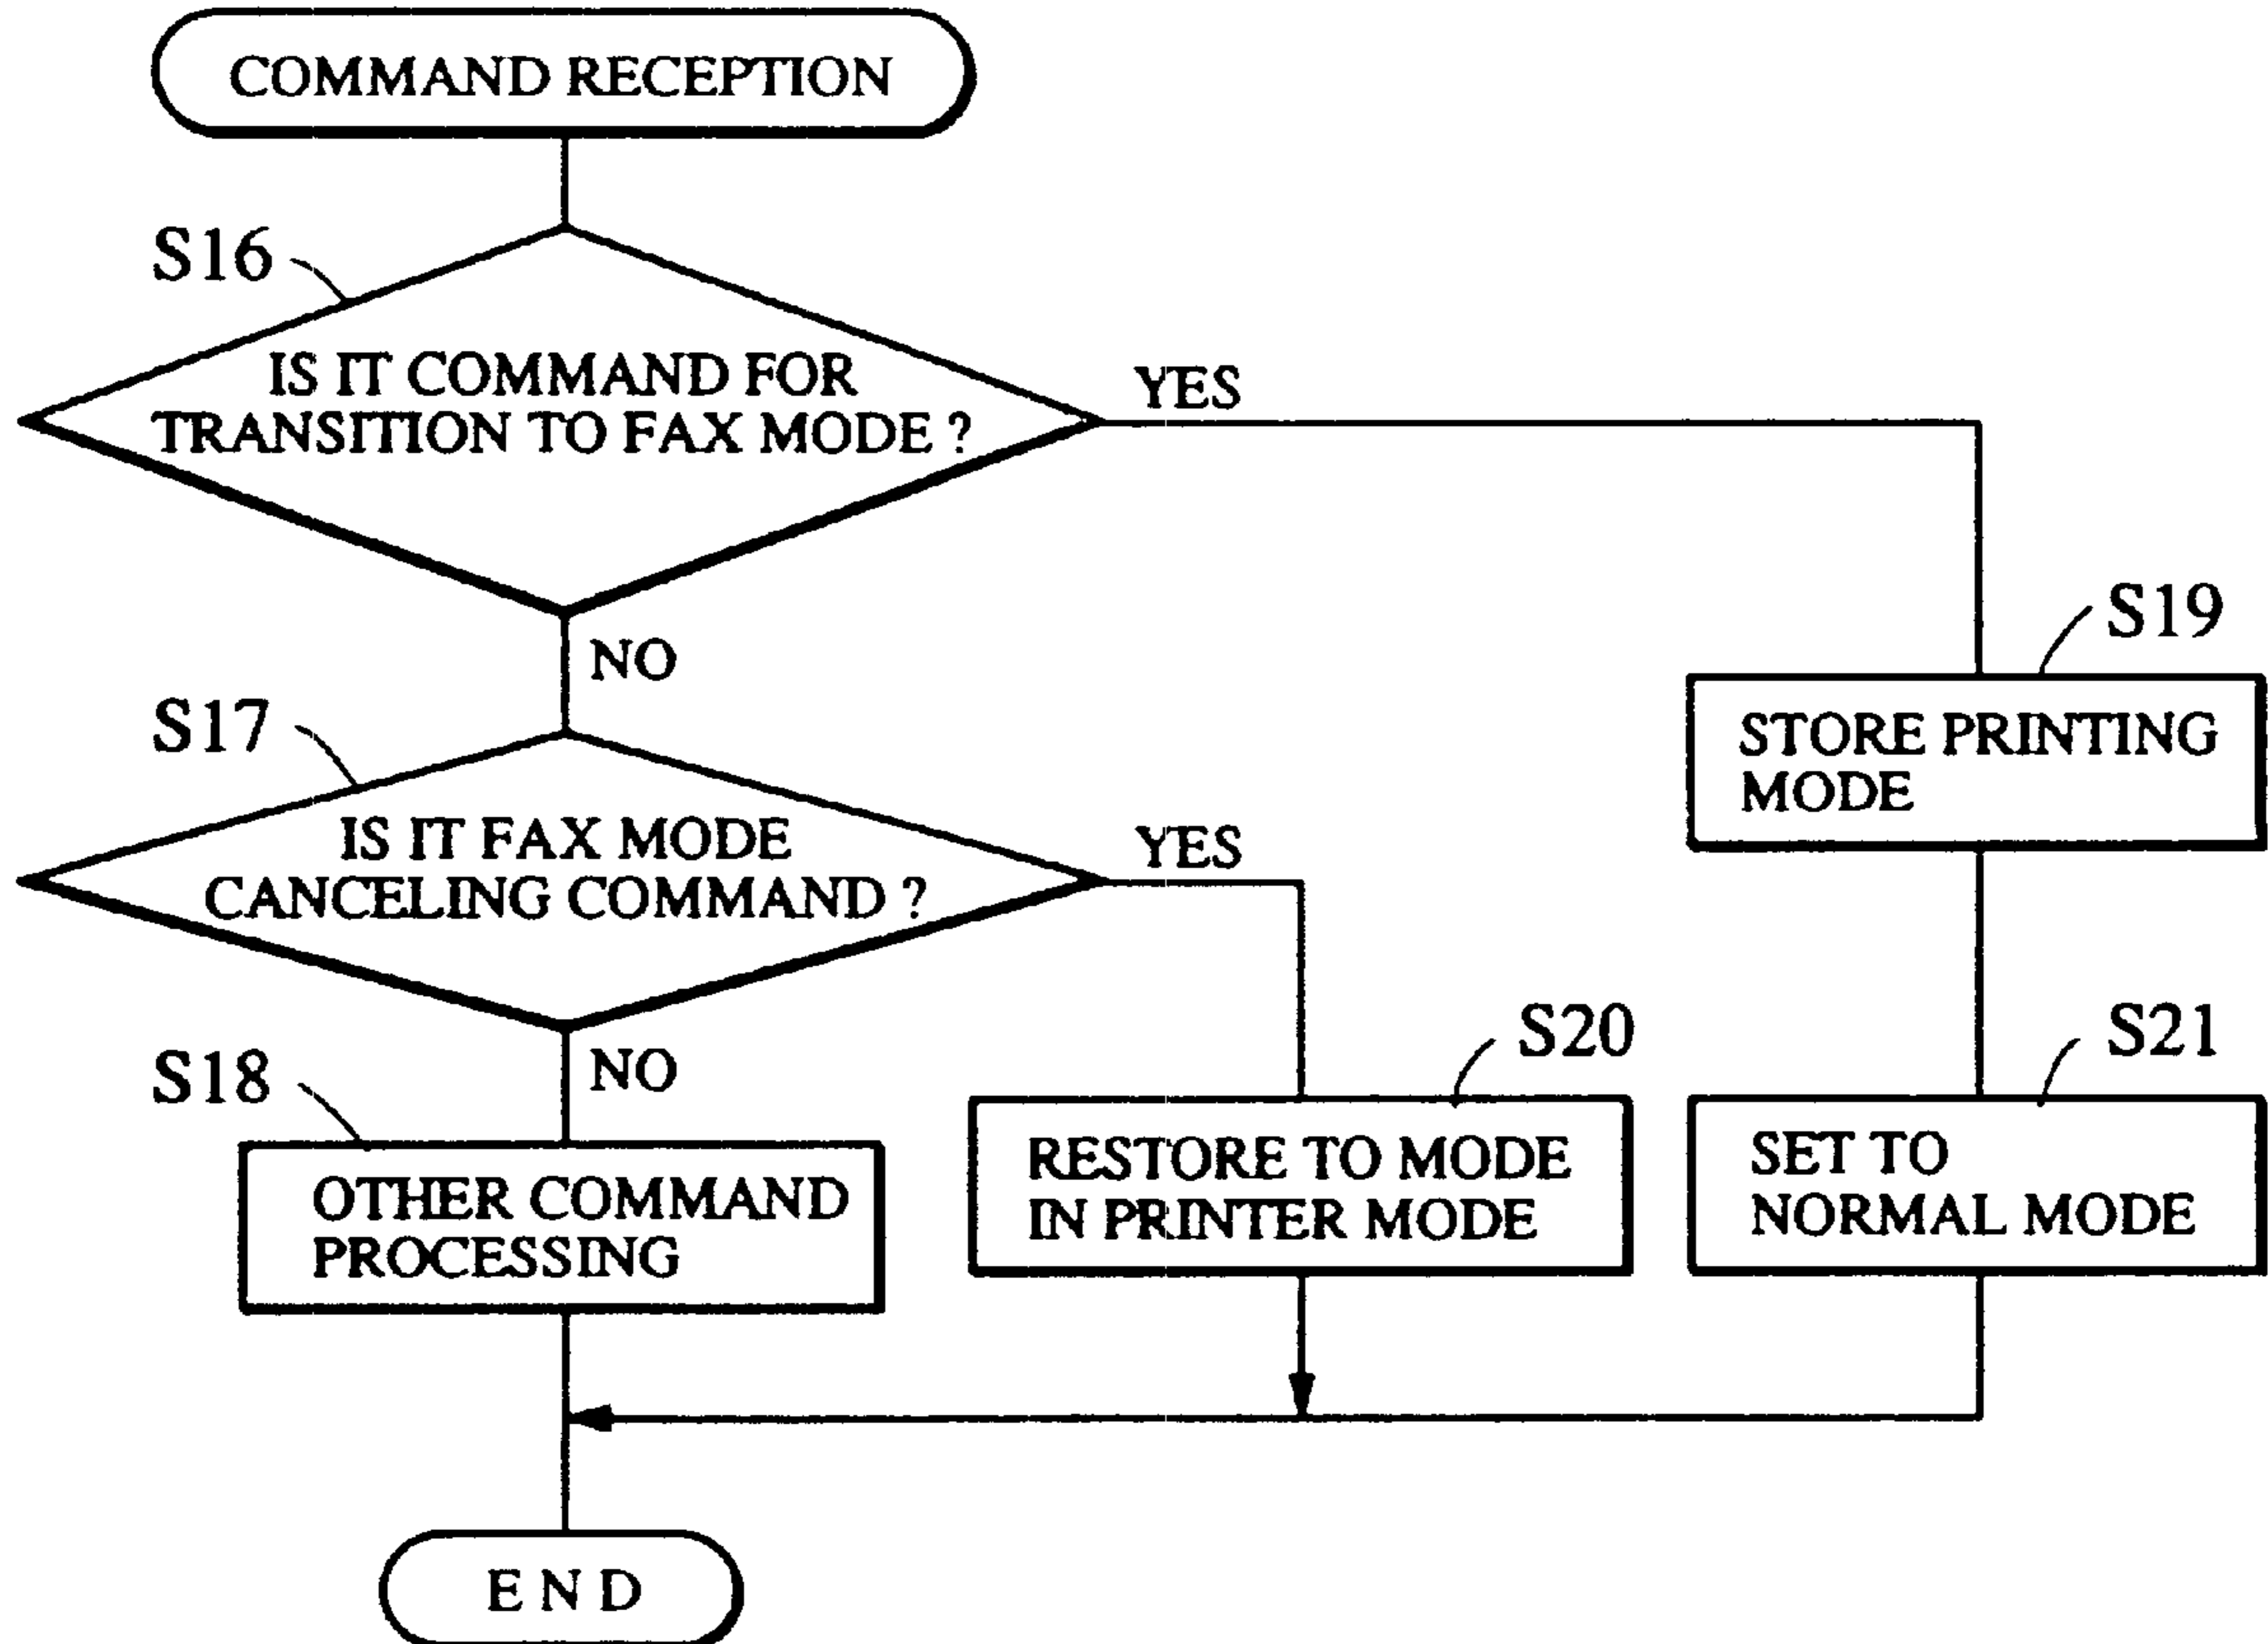 COMMAND RECEPTION
S16
IS IT COMMAND FOR
TRANSITION TO FAX MODE ?
YES
NO
S19
STORE PRINTING
MODE
S17
IS IT FAX MODE
CANCELING COMMAND ?
YES
NO
S18
OTHER COMMAND
PROCESSING
S20
RESTORE TO MODE
IN PRINTER MODE
S21
SET TO
NORMAL MODE
END